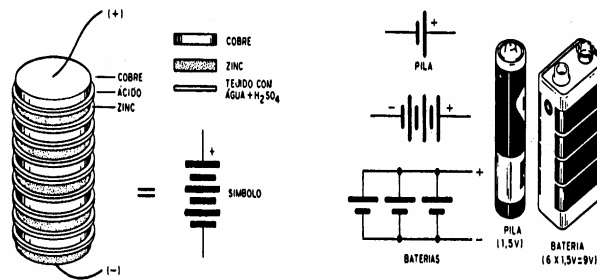 (+)
COBRE
ÁCIDO
ZINC
(-)
COBRE
ZINC
TEJIDO CON
ÁGUA + H2SO4
=
+
SIMBOLO
+
PILA
-
+
+
-
BATERIAS
PILA
(1,5V)
BATERIA
(6 X 1,5V=9V)